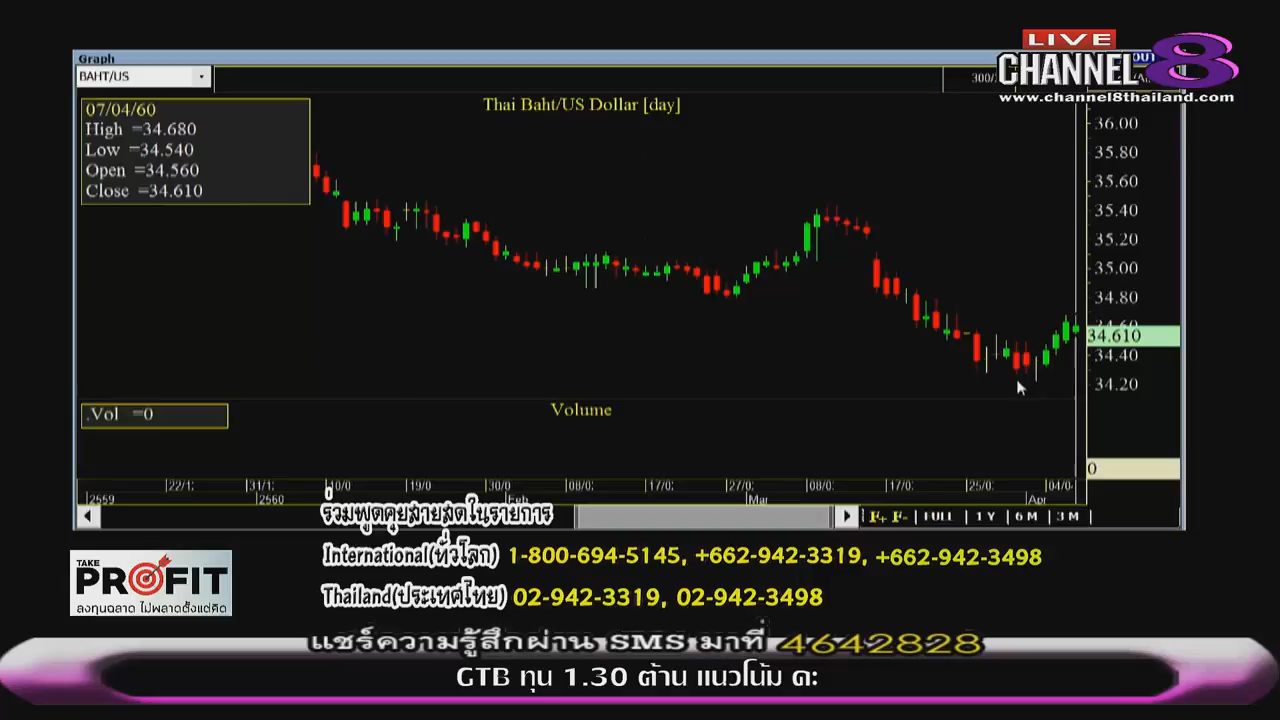 LIVE
CHANNEL 8
www.channel8thailand.com
Graph
BAHT/US
300/
Thai Baht/US Dollar [day]
07/04/60
High =34.680
Low =34.540
Open =34.560
Close =34.610
36.00
35.80
35.60
35.40
35.20
35.00
34.80
34.60
34.610
34.40
34.20
.Vol =0
Volume
0
22/1: 31/1: 10/0 19/0 30/0 08/0: 17/0: 27/0: 08/0: 17/0: 25/0: 04/0
2559 2560 Feb Mar Apr
F+ F- FULL 1 Y 6 M 3 M
ร่วมพูดคุยสายสดในรายการ
International(ทั่วโลก) 1-800-694-5145, +662-942-3319, +662-942-3498
Thailand(ประเทศไทย) 02-942-3319, 02-942-3498
TAKE
PROFIT
ลงทุนฉลาด ไม่พลาดตั้งแต่คิด
แชร์ความรู้สึกผ่าน SMS มาที่ 4642828
GTB ทุน 1.30 ต้าน แนวโน้ม คะ